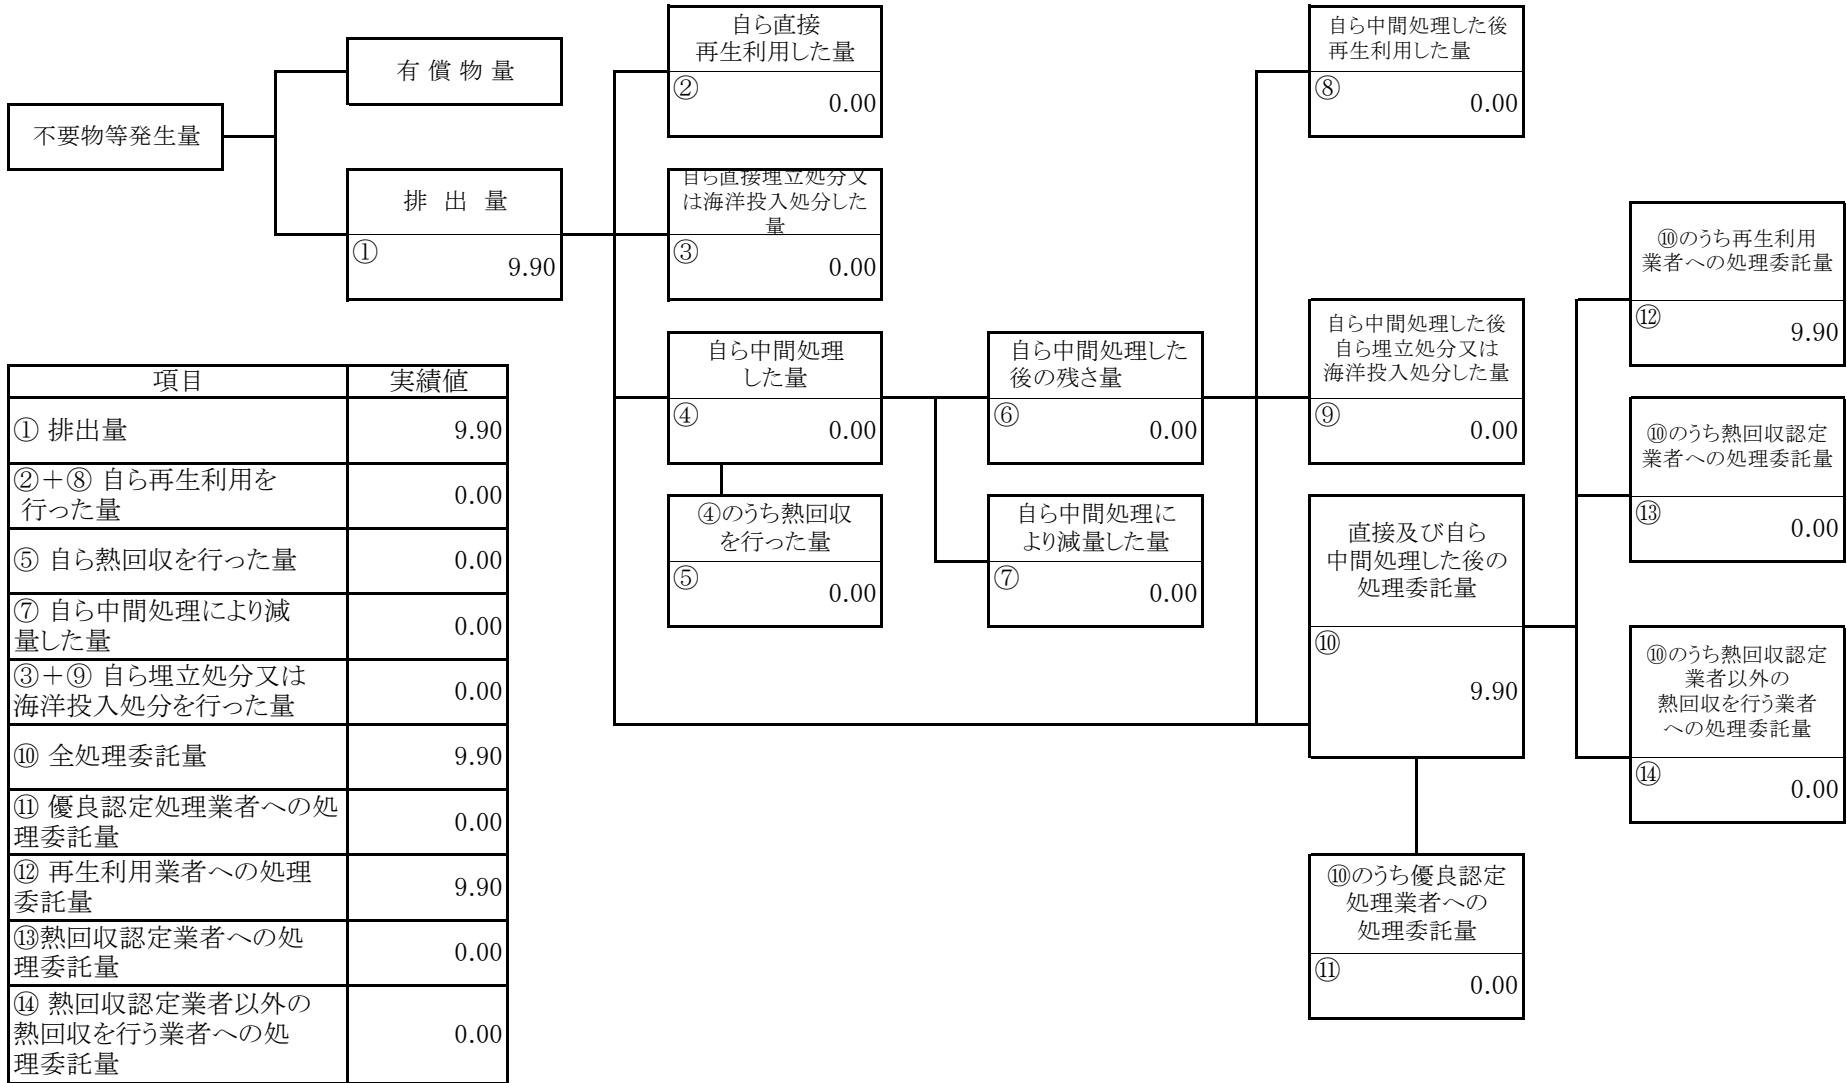 不要物等発生量
有 償 物 量
排 出 量
①
9.90
自ら直接
再生利用した量
②
0.00
自ら直接埋立処分又
は海洋投入処分した
量
③
0.00
自ら中間処理
した量
④
0.00
④のうち熱回収
を行った量
⑤
0.00
自ら中間処理した
後の残さ量
⑥
0.00
自ら中間処理に
より減量した量
⑦
0.00
自ら中間処理した後
再生利用した量
⑧
0.00
自ら中間処理した後
自ら埋立処分又は
海洋投入処分した量
⑨
0.00
直接及び自ら
中間処理した後の
処理委託量
⑩
9.90
⑩のうち優良認定
処理業者への
処理委託量
⑪
0.00
⑩のうち再生利用
業者への処理委託量
⑫
9.90
⑩のうち熱回収認定
業者への処理委託量
⑬
0.00
⑩のうち熱回収認定
業者以外の
熱回収を行う業者
への処理委託量
⑭
0.00
項目 実績値
① 排出量 9.90
②＋⑧ 自ら再生利用を
行った量 0.00
⑤ 自ら熱回収を行った量 0.00
⑦ 自ら中間処理により減
量した量 0.00
③＋⑨ 自ら埋立処分又は
海洋投入処分を行った量 0.00
⑩ 全処理委託量 9.90
⑪ 優良認定処理業者への処
理委託量 0.00
⑫ 再生利用業者への処理
委託量 9.90
⑬熱回収認定業者への処
理委託量 0.00
⑭ 熱回収認定業者以外の
熱回収を行う業者への処
理委託量 0.00